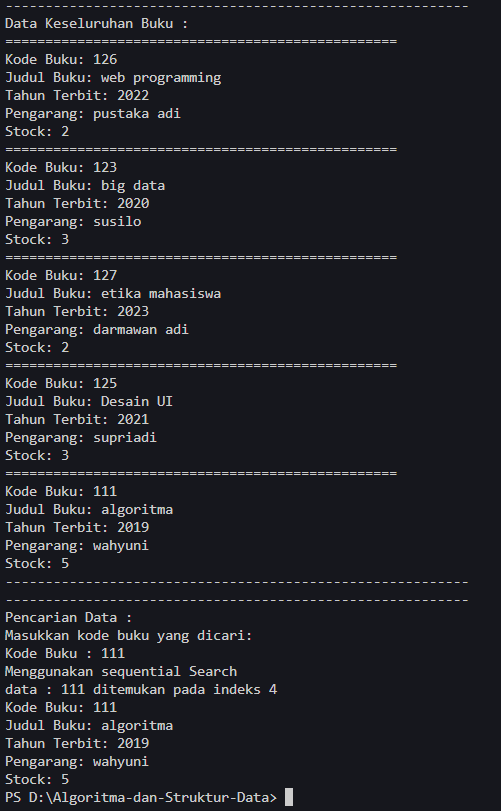 ----------------------------------------------------------
Data Keseluruhan Buku :
=================================================
Kode Buku: 126
Judul Buku: web programming
Tahun Terbit: 2022
Pengarang: pustaka adi
Stock: 2
=================================================
Kode Buku: 123
Judul Buku: big data
Tahun Terbit: 2020
Pengarang: susilo
Stock: 3
=================================================
Kode Buku: 127
Judul Buku: etika mahasiswa
Tahun Terbit: 2023
Pengarang: darmawan adi
Stock: 2
=================================================
Kode Buku: 125
Judul Buku: Desain UI
Tahun Terbit: 2021
Pengarang: supriadi
Stock: 3
=================================================
Kode Buku: 111
Judul Buku: algoritma
Tahun Terbit: 2019
Pengarang: wahyuni
Stock: 5
----------------------------------------------------------
----------------------------------------------------------
Pencarian Data :
Masukkan kode buku yang dicari:
Kode Buku : 111
Menggunakan sequential Search
data : 111 ditemukan pada indeks 4
Kode Buku: 111
Judul Buku: algoritma
Tahun Terbit: 2019
Pengarang: wahyuni
Stock: 5
PS D:\Algoritma-dan-Struktur-Data>